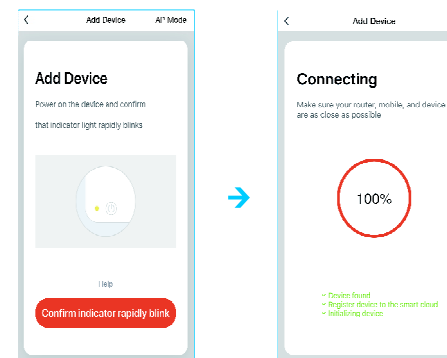 Add Device
AP Mode
Add Device
Power on the device and confirm
that indicator light rapidly blinks
Help
Confirm indicator rapidly blink
Add Device
Connecting
Make sure your router, mobile, and device
are as close as possible
100%
Device found
Register device to the smart cloud
Initializing device